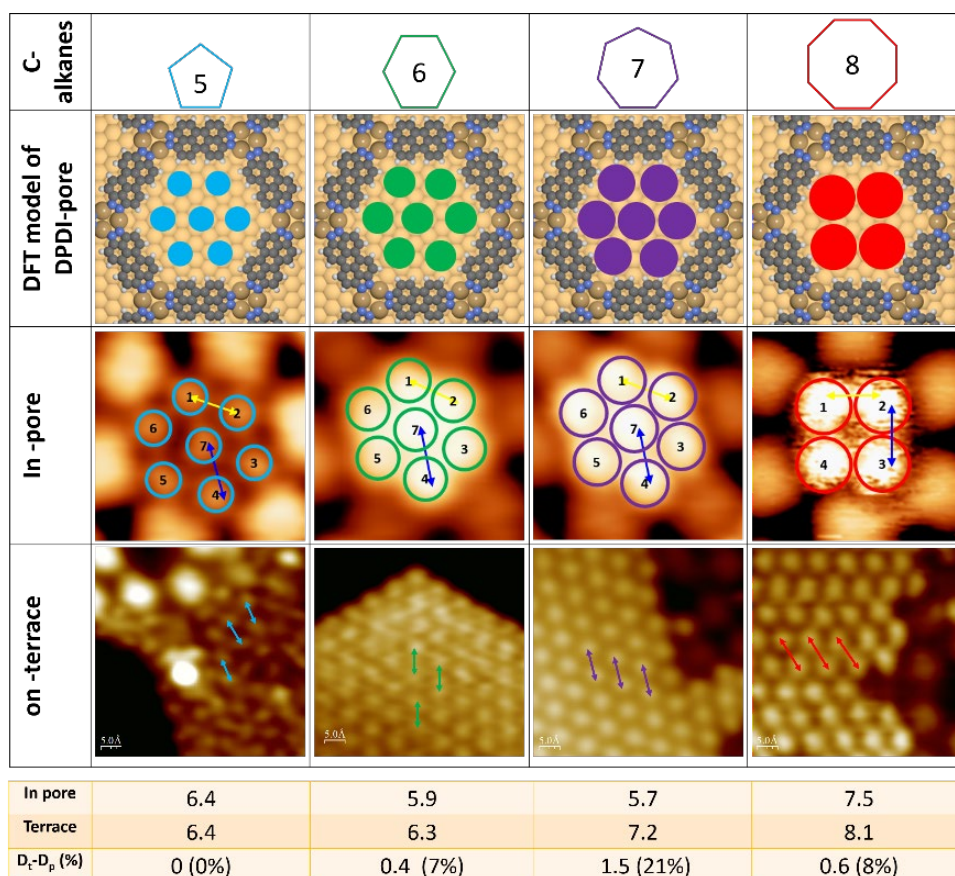 C-alkanes
5
6
7
8
DFT model of DPDI-pore
In -pore
1
2
6
7
3
5
4
1
2
6
7
3
5
4
1
2
6
7
3
5
4
1
2
4
3
on -terrace
5.0Å
5.0Å
5.0Å
5.0Å
In pore 6.4 5.9 5.7 7.5
Terrace 6.4 6.3 7.2 8.1
Dt-Dp (%) 0 (0%) 0.4 (7%) 1.5 (21%) 0.6 (8%)